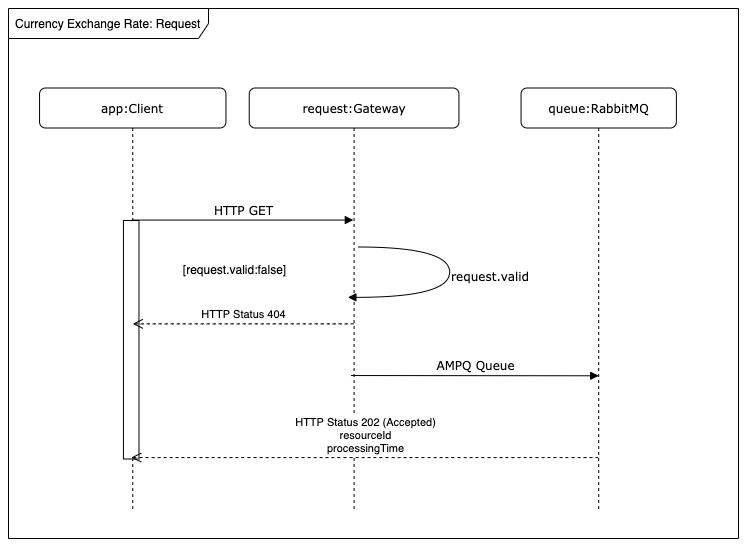 Currency Exchange Rate: Request
app:Client
request:Gateway
queue:RabbitMQ
HTTP GET
[request.valid:false]
request.valid
HTTP Status 404
AMPQ Queue
HTTP Status 202 (Accepted)
resourceId
processingTime